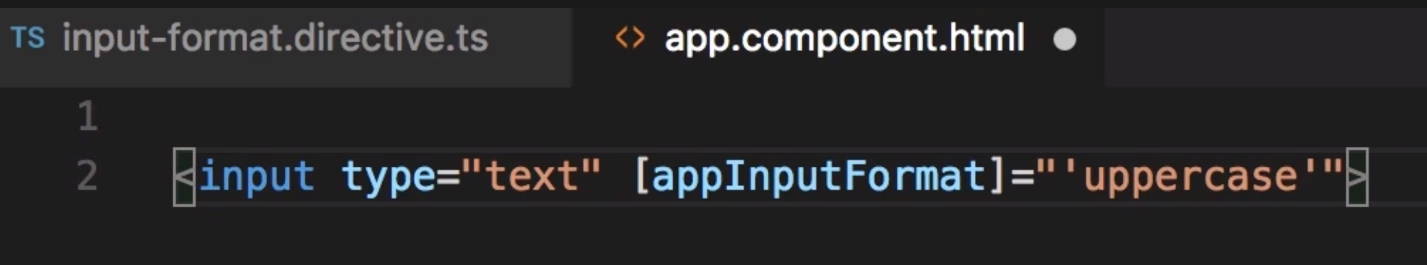 TS input-format.directive.ts <> app.component.html
1
2 <input type="text" [appInputFormat]="'uppercase'">